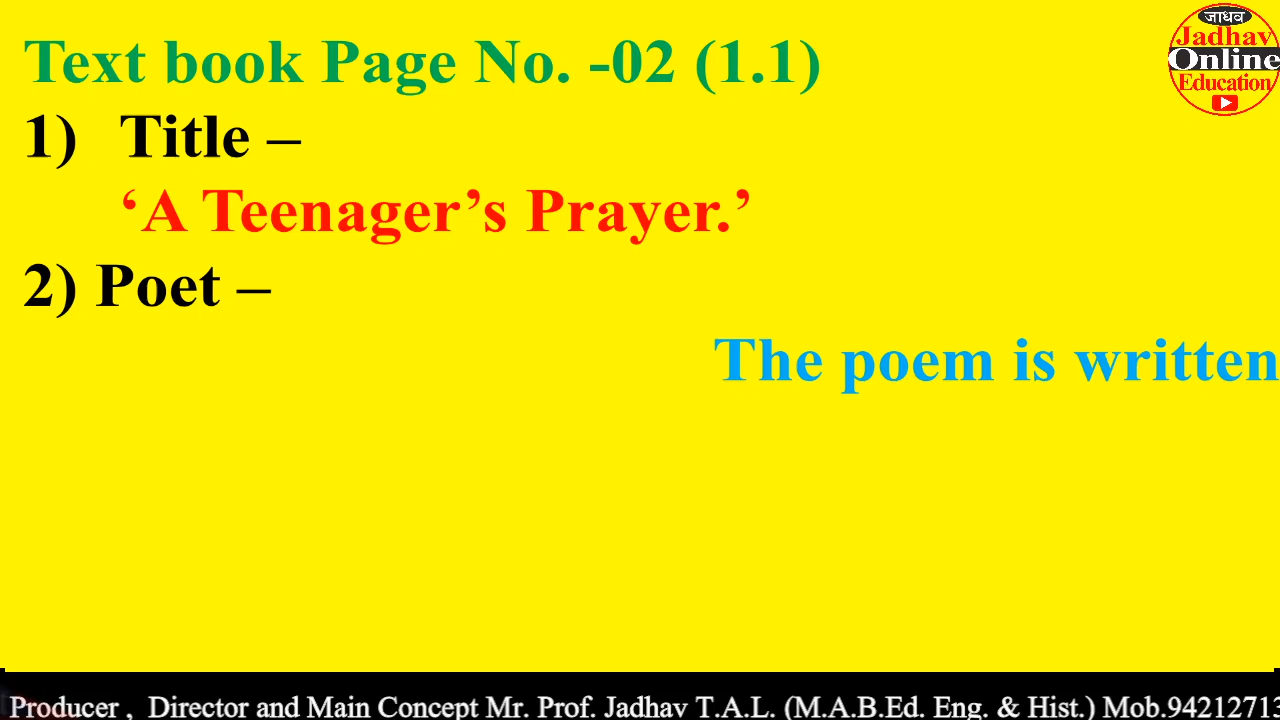 Text book Page No. -02 (1.1)
जाधव
Jadhav
Online
Education
1) Title –
‘A Teenager’s Prayer.’
2) Poet –
The poem is written
Producer , Director and Main Concept Mr. Prof. Jadhav T.A.L. (M.A.B.Ed. Eng. & Hist.) Mob.94212713